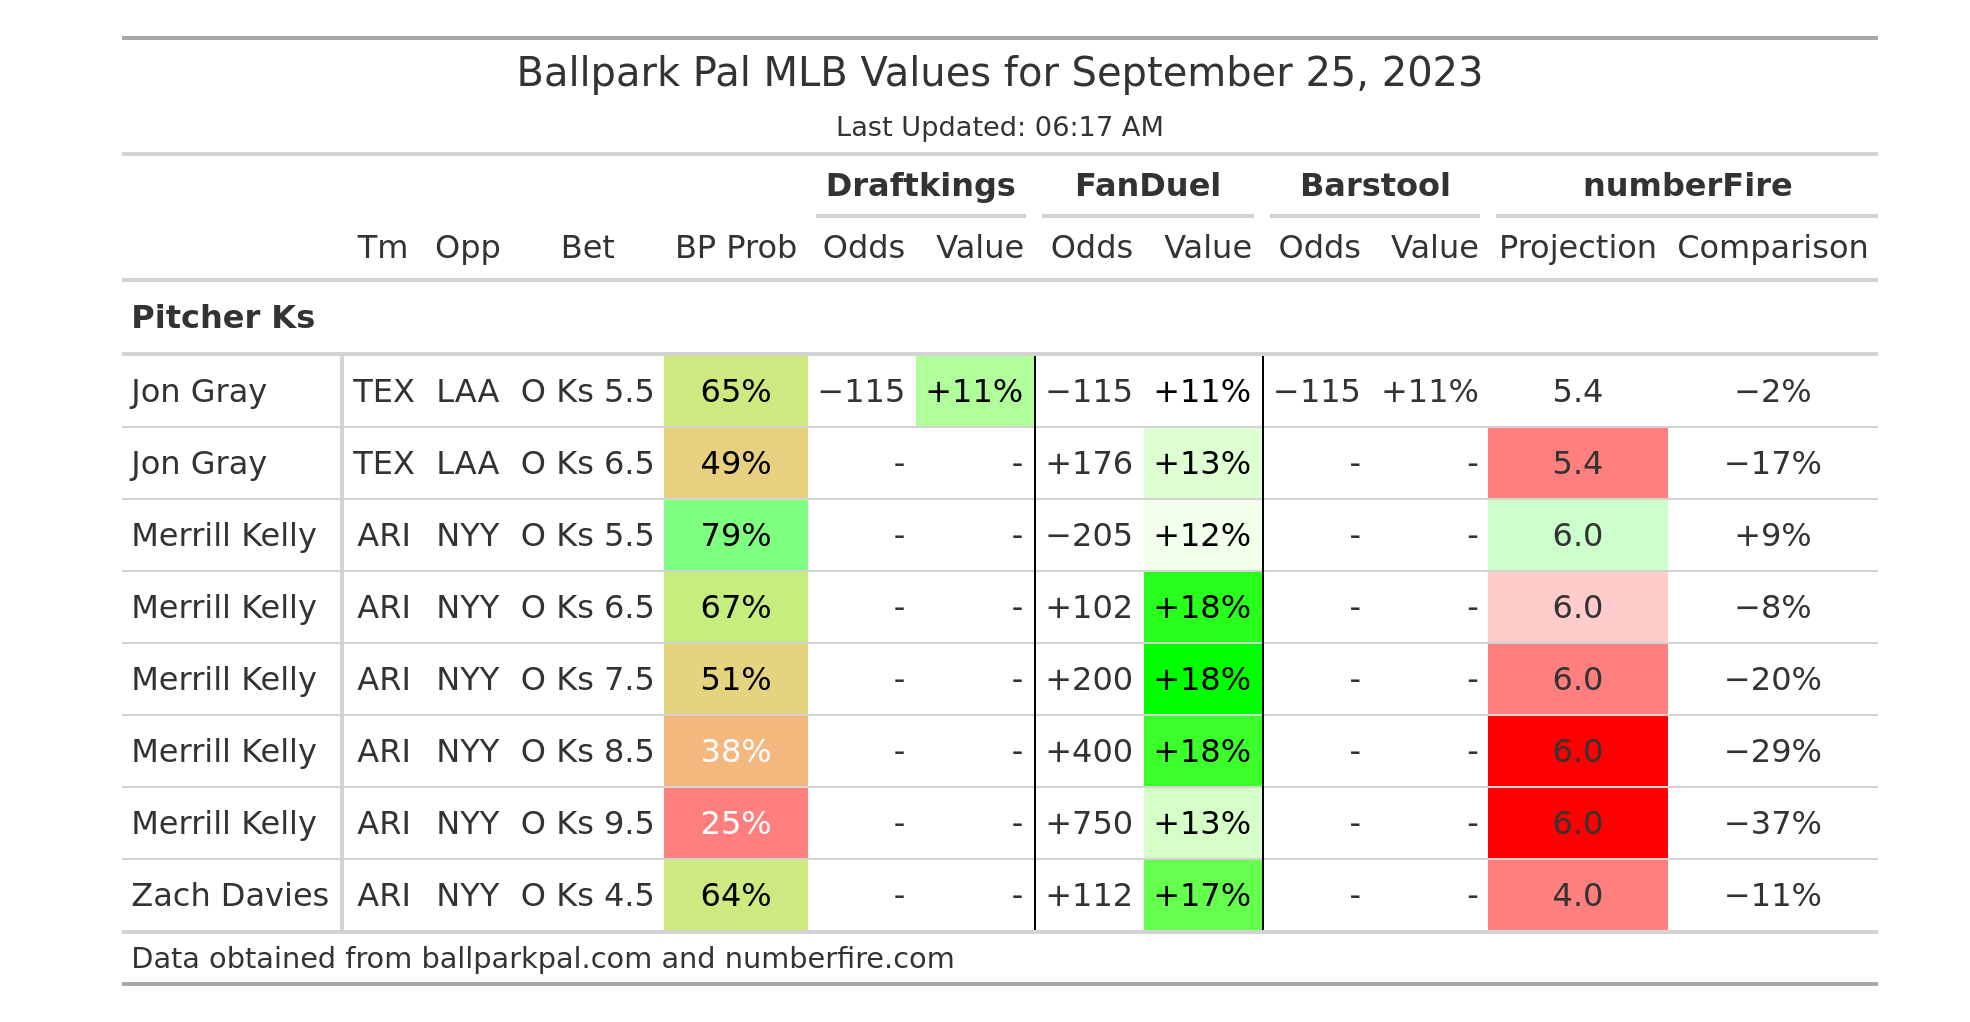 Ballpark Pal MLB Values for September 25, 2023
Last Updated: 06:17 AM
Draftkings FanDuel Barstool numberFire
Tm Opp Bet BP Prob Odds Value Odds Value Odds Value Projection Comparison
Pitcher Ks
Jon Gray TEX LAA O Ks 5.5 65% −115 +11% −115 +11% −115 +11% 5.4 −2%
Jon Gray TEX LAA O Ks 6.5 49% - - +176 +13% - - 5.4 −17%
Merrill Kelly ARI NYY O Ks 5.5 79% - - −205 +12% - - 6.0 +9%
Merrill Kelly ARI NYY O Ks 6.5 67% - - +102 +18% - - 6.0 −8%
Merrill Kelly ARI NYY O Ks 7.5 51% - - +200 +18% - - 6.0 −20%
Merrill Kelly ARI NYY O Ks 8.5 38% - - +400 +18% - - 6.0 −29%
Merrill Kelly ARI NYY O Ks 9.5 25% - - +750 +13% - - 6.0 −37%
Zach Davies ARI NYY O Ks 4.5 64% - - +112 +17% - - 4.0 −11%
Data obtained from ballparkpal.com and numberfire.com